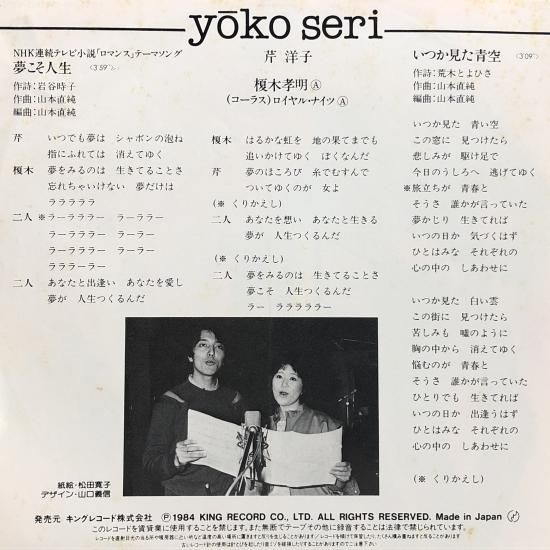 yōko seri
NHK連続テレビ小説「ロマンス」テーマソング
夢こそ人生 〈3′59″〉
作詩：岩谷時子
作曲：山本直純
編曲：山本直純
芹 いつでも夢は シャボンの泡ね
指にふれては 消えてゆく
榎木 夢をみるのは 生きてることさ
忘れちゃいけない 夢だけは
ラララララ
二人 ※ラーララララー ラーララー
ラーララララー ラーララー
ラーララララー ラーラー
ララララーラー
二人 あなたと出逢い あなたを愛し
夢が 人生つくるんだ
芹 洋子
榎木孝明Ⓐ
(コーラス)ロイヤル・ナイツⒶ
榎木 はるかな虹を 地の果てまでも
追いかけてゆく ぼくなんだ
芹 夢のほころび 糸でむすんで
ついてゆくのが 女よ
(※ くりかえし)
二人 あなたを想い あなたと生きる
夢が 人生つくるんだ
(※ くりかえし)
二人 夢をみるのは 生きてることさ
夢こそ 人生つくるんだ
ラー ララララララー
いつか見た青空 〈3′09″〉
作詩：荒木とよひさ
作曲：山本直純
編曲：山本直純
いつか見た 青い空
この窓に 見つけたら
悲しみが 駆け足で
今日のうしろへ 逃げてゆく
※旅立ちが 青春と
そうさ 誰かが言っていた
夢かじり 生きてれば
いつの日か 気づくはず
ひとはみな それぞれの
心の中の しあわせに
いつか見た 白い雲
この街に 見つけたら
苦しみも 嘘のように
胸の中から 消えてゆく
悩むのが 青春と
そうさ 誰かが言っていた
ひとりでも 生きてれば
いつの日か 出逢うはず
ひとはみな それぞれの
心の中の しあわせに
(※ くりかえし)
紙絵・松田寛子
デザイン・山口義信
発売元 キングレコード株式会社 Ⓟ1984 KING RECORD CO., LTD. ALL RIGHTS RESERVED. Made in Japan
このレコードを賃貸業に使用することを禁じます。また無断でテープその他に録音することは法律で禁じられています。